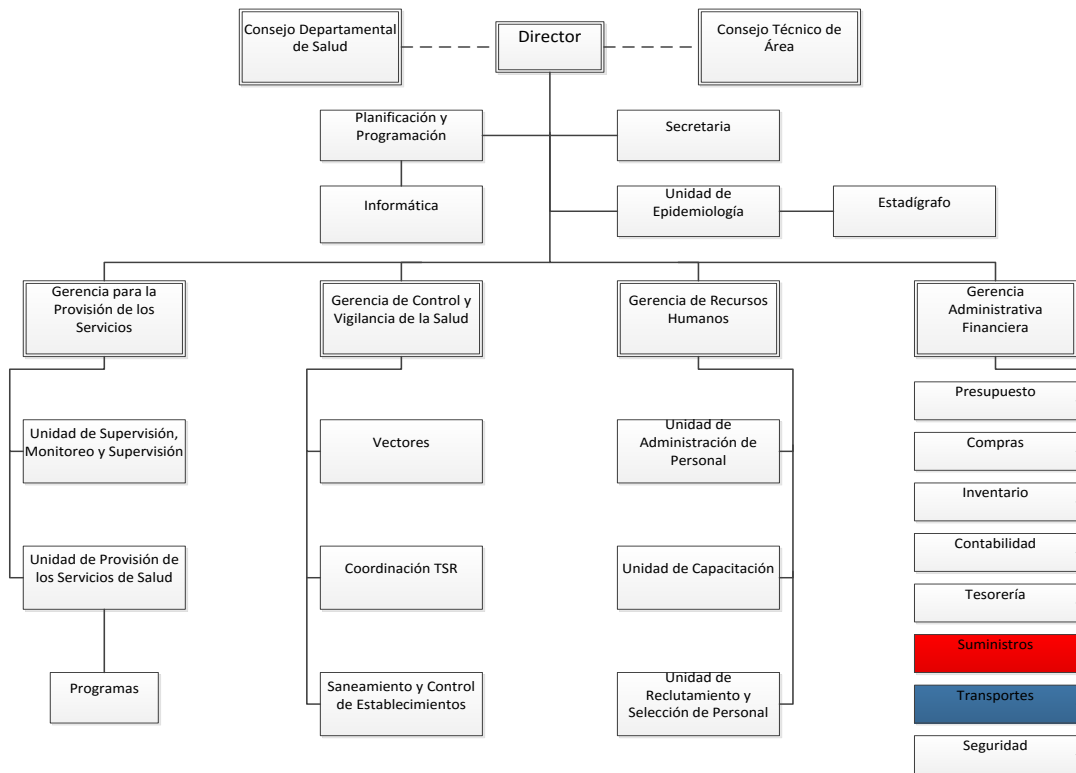 Consejo Departamental
de Salud
Director
Consejo Técnico de
Área
Planificación y
Programación
Secretaria
Informática
Unidad de
Epidemiología
Estadígrafo
Gerencia para la
Provisión de los
Servicios
Gerencia de Control y
Vigilancia de la Salud
Gerencia de Recursos
Humanos
Gerencia
Administrativa
Financiera
Unidad de Supervisión,
Monitoreo y Supervisión
Unidad de Provisión de
los Servicios de Salud
Programas
Vectores
Coordinación TSR
Saneamiento y Control
de Establecimientos
Unidad de
Administración de
Personal
Unidad de Capacitación
Unidad de
Reclutamiento y
Selección de Personal
Presupuesto
Compras
Inventario
Contabilidad
Tesorería
Suministros
Transportes
Seguridad